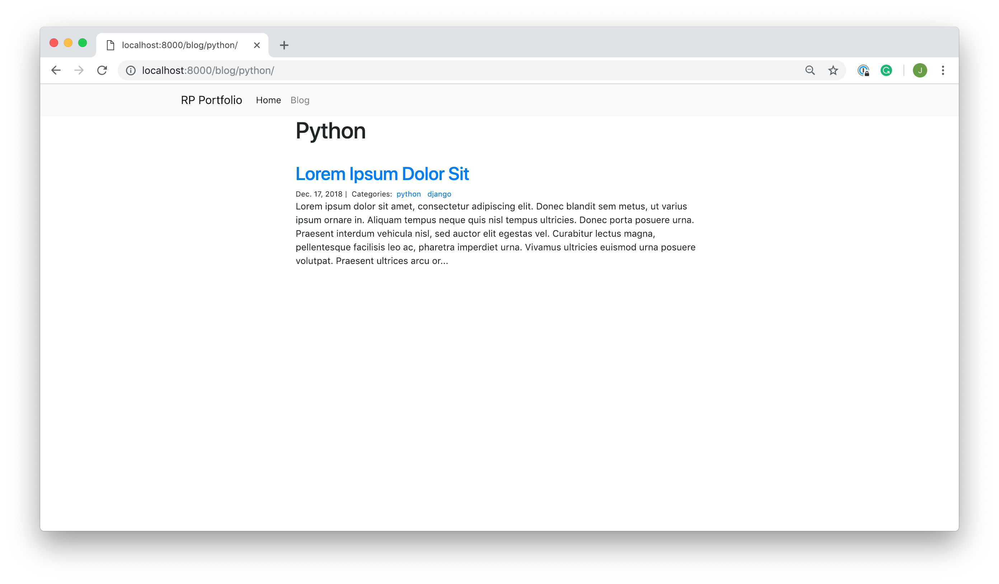 localhost:8000/blog/python/
localhost:8000/blog/python/
J
RP Portfolio Home Blog
Python
Lorem Ipsum Dolor Sit
Dec. 17, 2018 | Categories: python django
Lorem ipsum dolor sit amet, consectetur adipiscing elit. Donec blandit sem metus, ut varius
ipsum ornare in. Aliquam tempus neque quis nisl tempus ultricies. Donec porta posuere urna.
Praesent interdum vehicula nisl, sed auctor elit egestas vel. Curabitur lectus magna,
pellentesque facilisis leo ac, pharetra imperdiet urna. Vivamus ultricies euismod urna posuere
volutpat. Praesent ultrices arcu or...